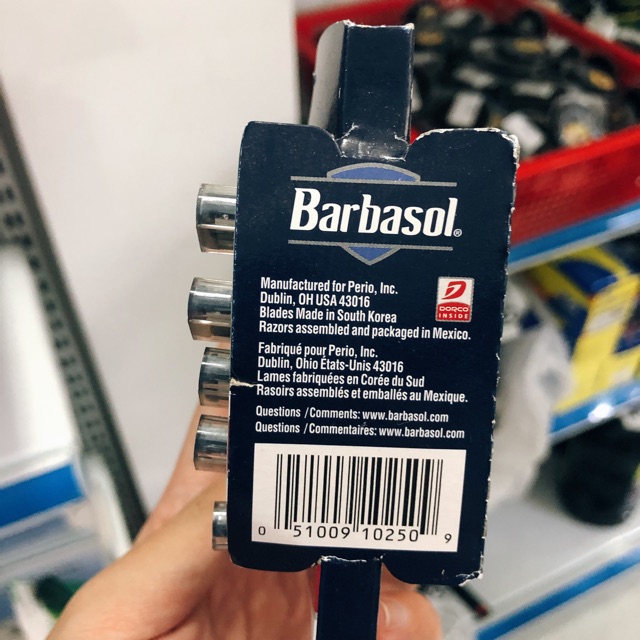 Barbasol®
Manufactured for Perio, Inc.
Dublin, OH USA 43016
Blades Made in South Korea
Razors assembled and packaged in Mexico.
DORCO
INSIDE
Fabriqué pour Perio, Inc.
Dublin, Ohio États-Unis 43016
Lames fabriquées en Corée du Sud
Rasoirs assemblés et emballés au Mexique.
Questions /Comments: www.barbasol.com
Questions /Commentaires: www.barbasol.com
0 51009 10250 9